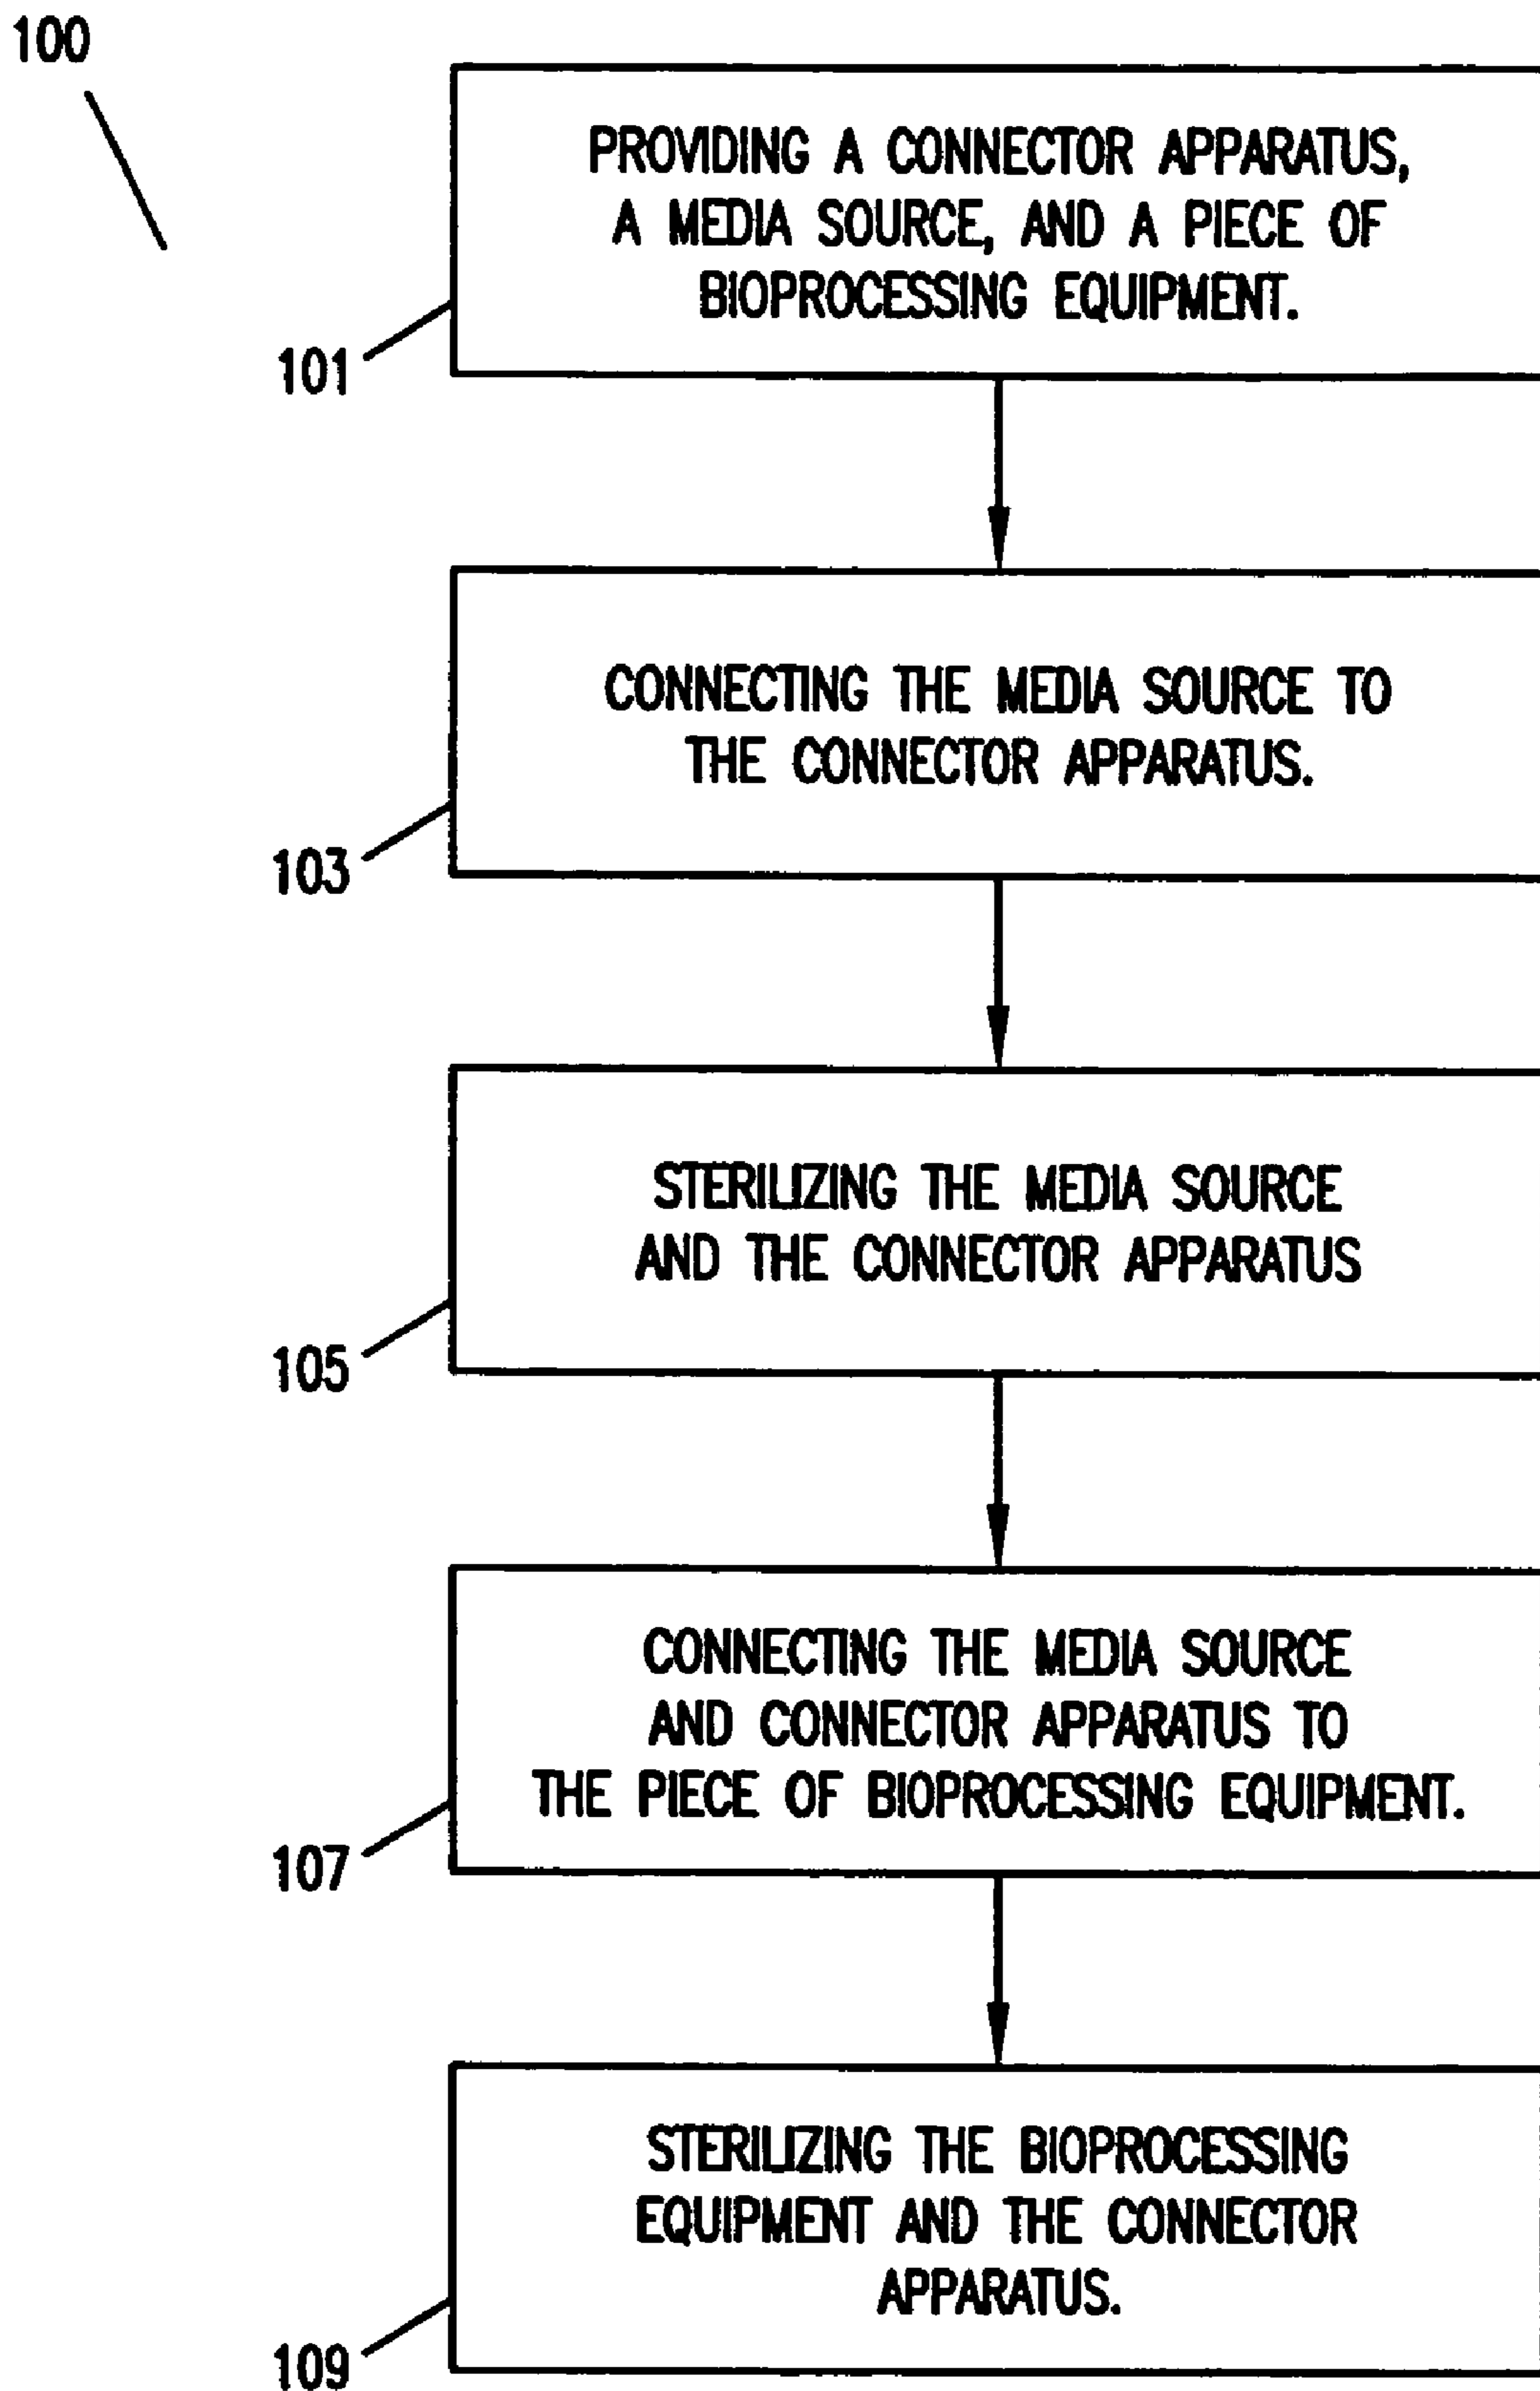 100
PROVIDING A CONNECTOR APPARATUS,
A MEDIA SOURCE, AND A PIECE OF
BIOPROCESSING EQUIPMENT.
101
CONNECTING THE MEDIA SOURCE TO
THE CONNECTOR APPARATUS.
103
STERILIZING THE MEDIA SOURCE
AND THE CONNECTOR APPARATUS
105
CONNECTING THE MEDIA SOURCE
AND CONNECTOR APPARATUS TO
THE PIECE OF BIOPROCESSING EQUIPMENT.
107
STERILIZING THE BIOPROCESSING
EQUIPMENT AND THE CONNECTOR
APPARATUS.
109